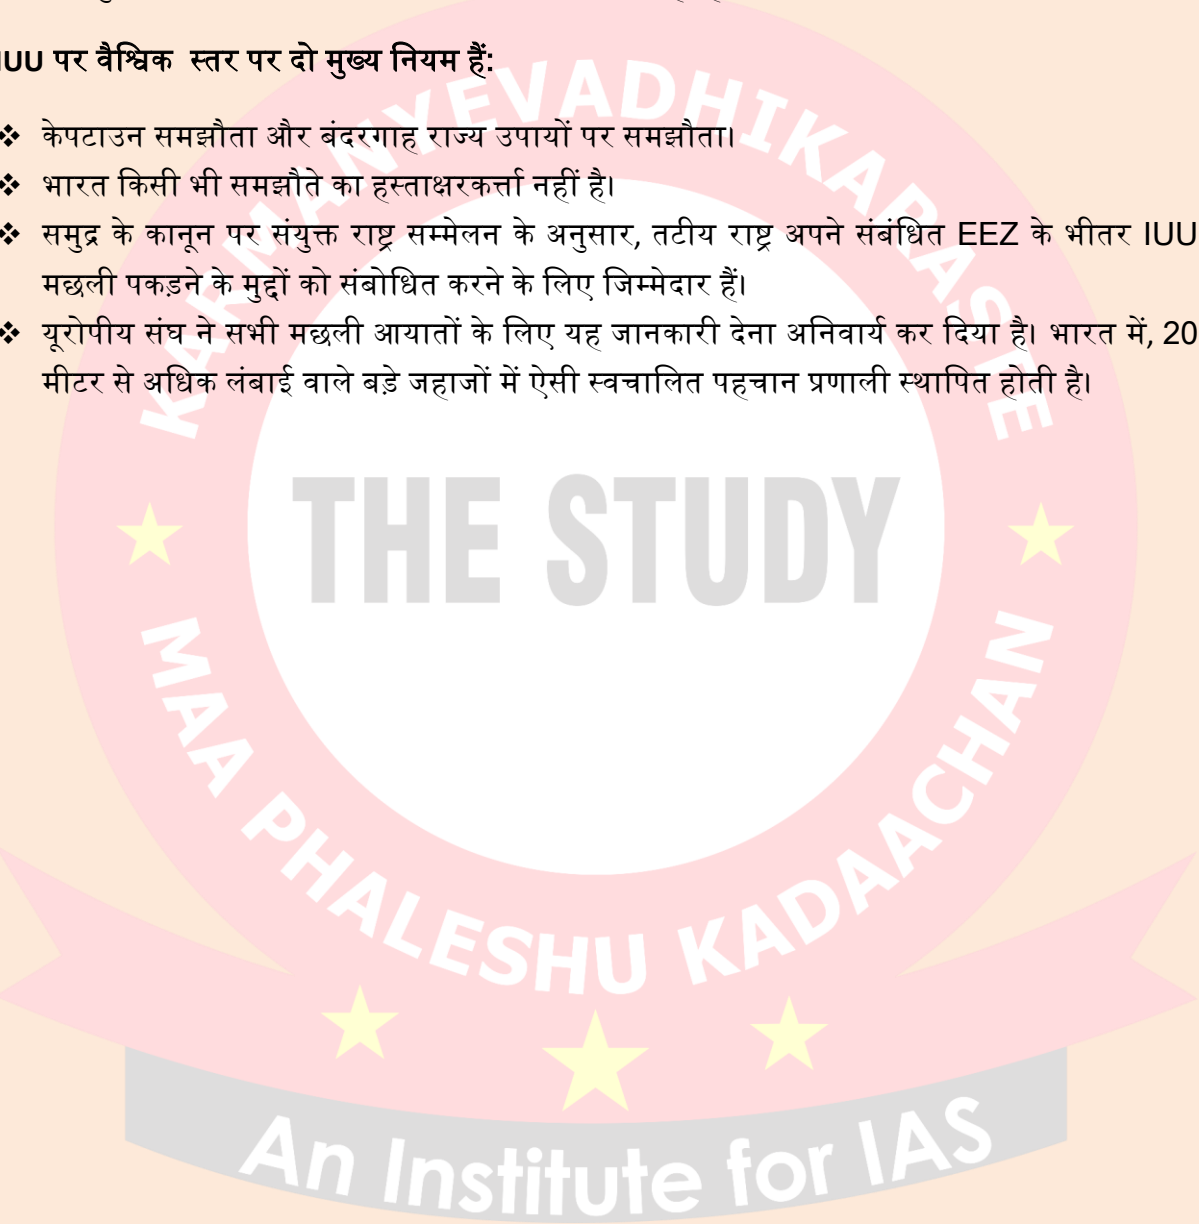 IUU पर वैश्विक स्तर पर दो मुख्य नियम हैं:
❖ केपटाउन समझौता और बंदरगाह राज्य उपायों पर समझौता।
❖ भारत किसी भी समझौते का हस्ताक्षरकर्त्ता नहीं है।
❖ समुद्र के कानून पर संयुक्त राष्ट्र सम्मेलन के अनुसार, तटीय राष्ट्र अपने संबंधित EEZ के भीतर IUU
मछली पकड़ने के मुद्दों को संबोधित करने के लिए जिम्मेदार हैं।
❖ यूरोपीय संघ ने सभी मछली आयातों के लिए यह जानकारी देना अनिवार्य कर दिया है। भारत में, 20
मीटर से अधिक लंबाई वाले बड़े जहाजों में ऐसी स्वचालित पहचान प्रणाली स्थापित होती है।
KARMANYEVADHIKARASTE
THE STUDY
MAA PHALESHU KADAACHAN
An Institute for IAS